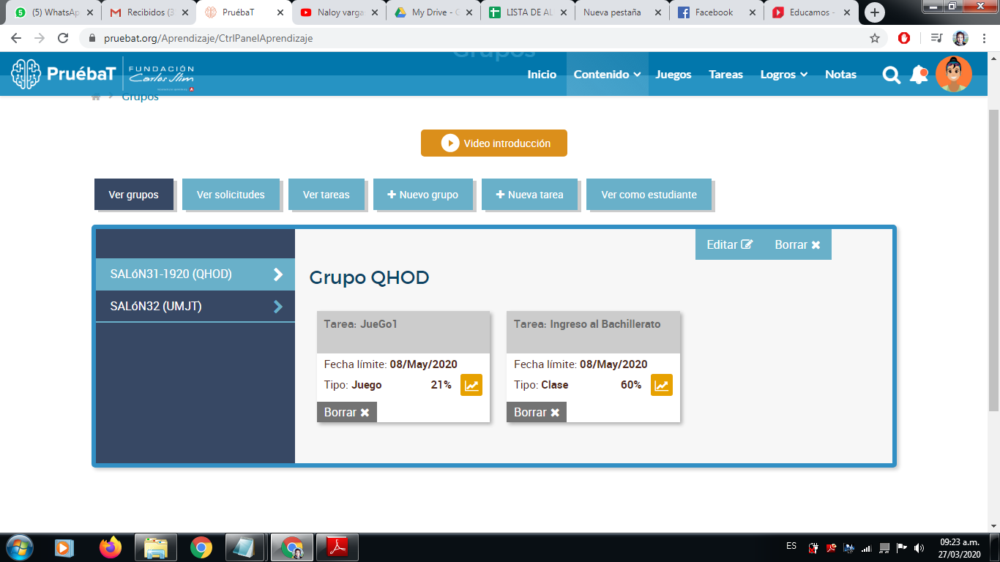 (5) WhatsAp
Recibidos (3
PruébaT
Naloy varga
My Drive - G
LISTA DE AL
Nueva pestaña
Facebook
Educamos -
pruebat.org/Aprendizaje/CtrlPanelAprendizaje
Grupos
PruébaT
FUNDACIÓN
Carlos Slim
Inicio
Contenido
Juegos
Tareas
Logros
Notas
Grupos
Video introducción
Ver grupos
Ver solicitudes
Ver tareas
+ Nuevo grupo
+ Nueva tarea
Ver como estudiante
Editar
Borrar
SALóN31-1920 (QHOD)
SALóN32 (UMJT)
Grupo QHOD
Tarea: JueGo1
Fecha límite: 08/May/2020
Tipo: Juego 21%
Borrar
Tarea: Ingreso al Bachillerato
Fecha límite: 08/May/2020
Tipo: Clase 60%
Borrar
ES
09:23 a.m.
27/03/2020